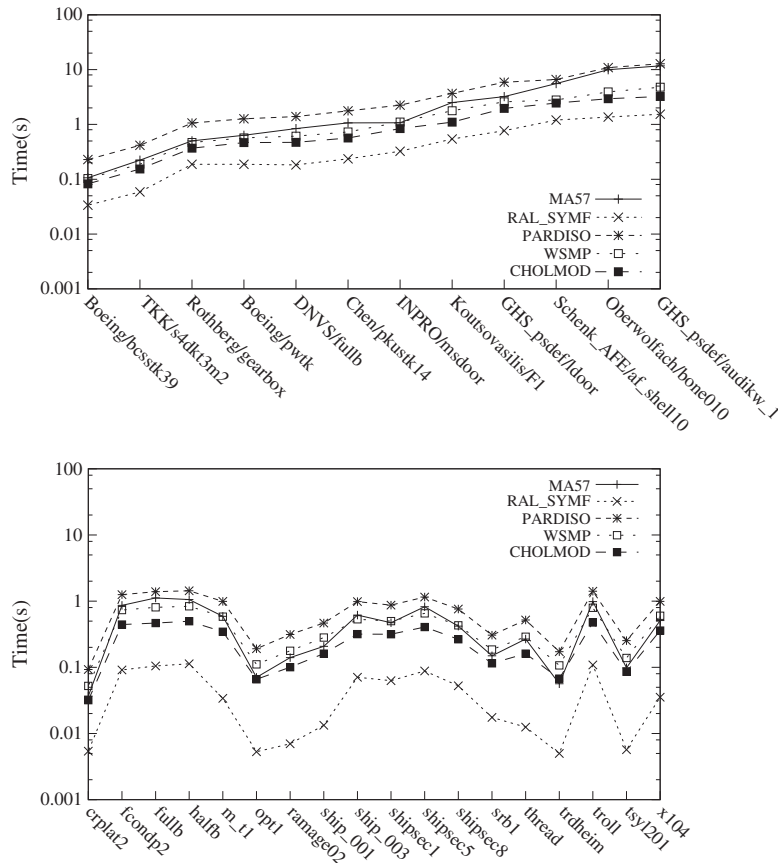 100
10
1
0.1
0.01
0.001
Time(s)
MA57
RAL_SYMF
PARDISO
WSMP
CHOLMOD
Boeing/bcsstk39
TKK/s4dkt3m2
Rothberg/gearbox
Boeing/pwtk
DNVS/fullb
Chen/pkustk14
INPRO/msdoor
Koutsovasilis/F1
GHS_psdef/ldoor
Schenk_AFE/af_shell10
Oberwolfach/bone010
GHS_psdef/audikw_1
100
10
1
0.1
0.01
0.001
Time(s)
MA57
RAL_SYMF
PARDISO
WSMP
CHOLMOD
crplat2
fcondp2
fullb
halfb
m_t1
opt1
ramage02
ship_001
ship_003
shipsec1
shipsec5
shipsec8
srb1
thread
trdheim
troll
tsyl201
x104